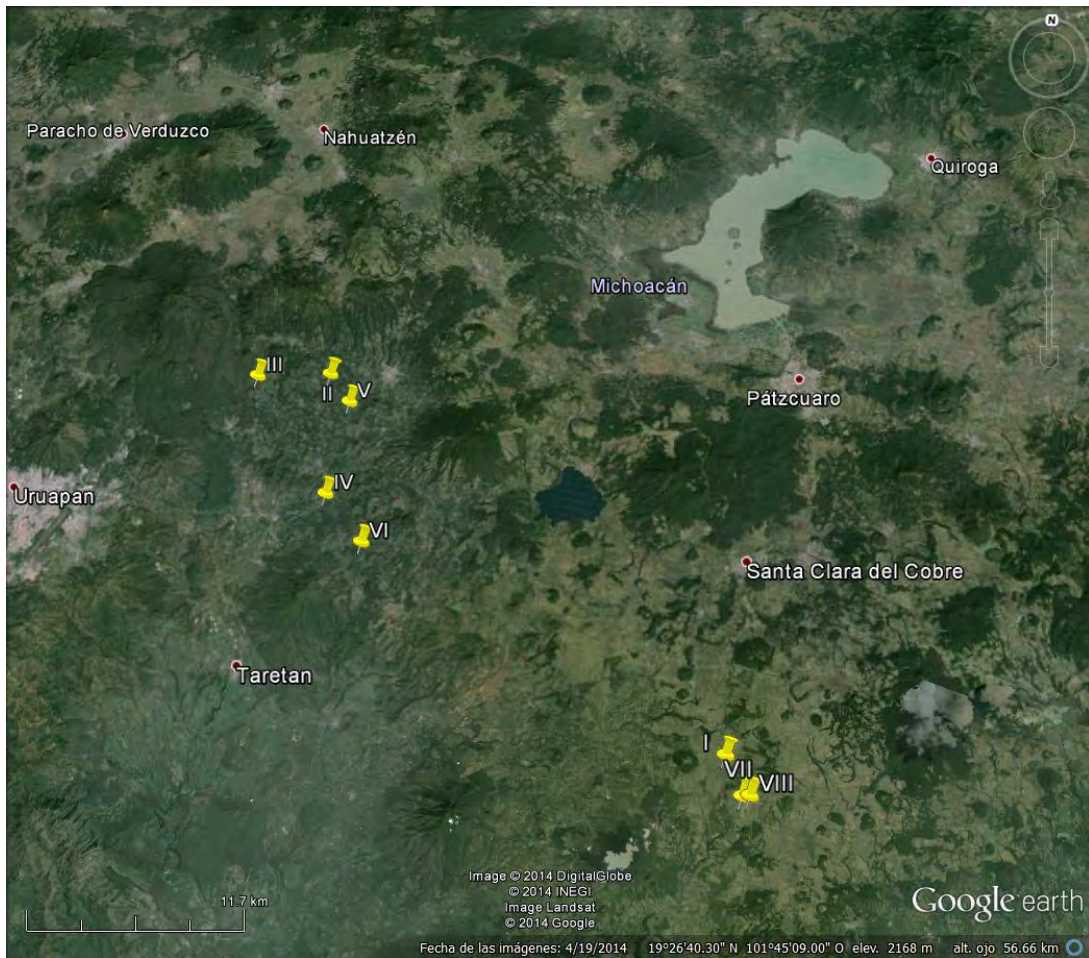 N
Paracho de Verduzco
Nahuatzén
Quiroga
Michoacán
III
II
V
Pátzcuaro
Uruapan
IV
VI
Santa Clara del Cobre
Taretan
I
VII
VIII
Image © 2014 DigitalGlobe
© 2014 INEGI
Image Landsat
© 2014 Google
11.7 km
Google earth
Fecha de las imágenes: 4/19/2014 19°26'40.30" N 101°45'09.00" O elev. 2168 m alt. ojo 56.66 km